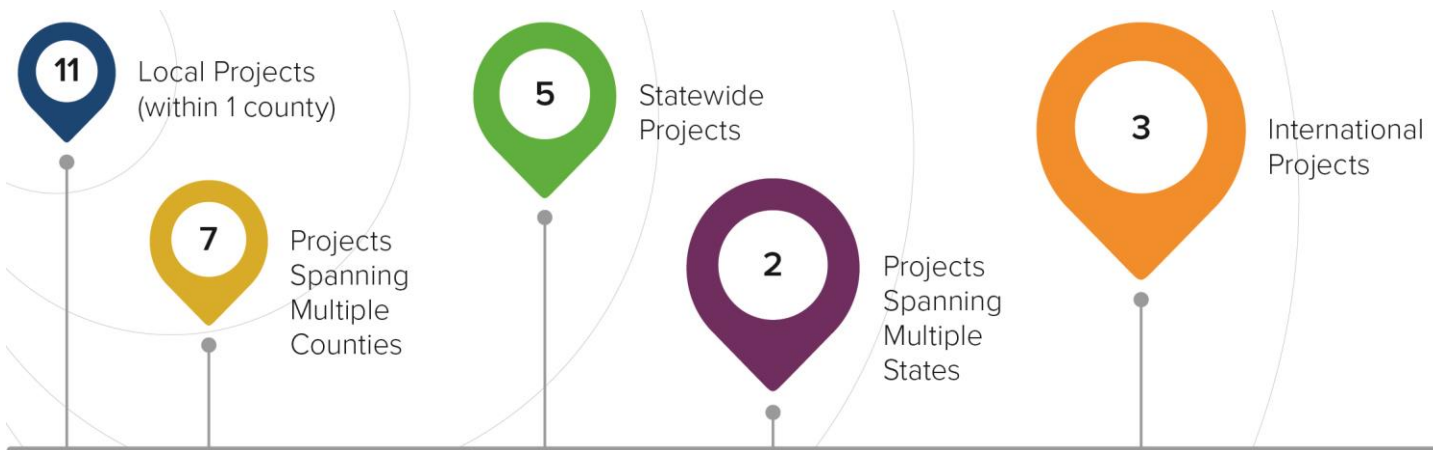 11
Local Projects
(within 1 county)
7
Projects
Spanning
Multiple
Counties
5
Statewide
Projects
2
Projects
Spanning
Multiple
States
3
International
Projects